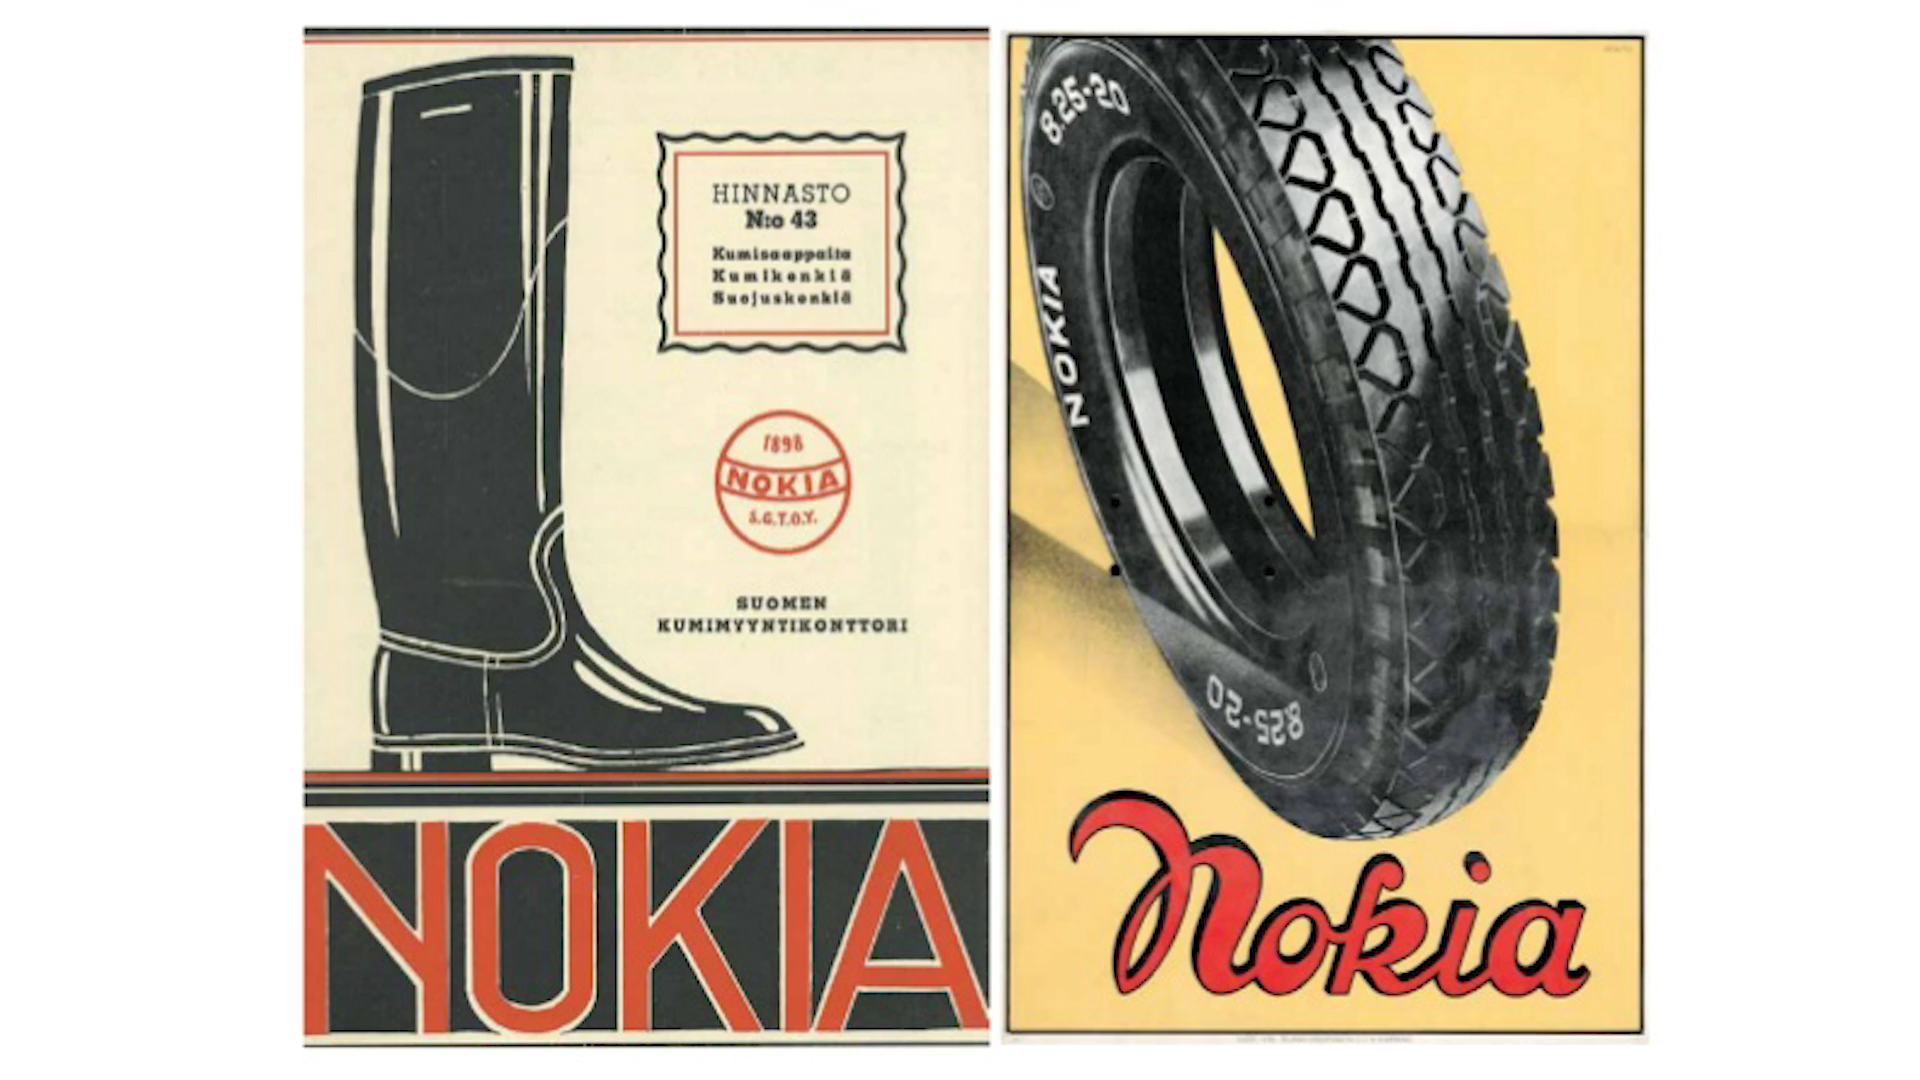 HINNASTO
N:o 43
Kumisaappaita
Kumikenkiä
Suojuskenkiä
1898
NOKIA
S.G.T.O.Y.
SUOMEN
KUMIMYYNTIKONTTORI
NOKIA
8.25-20
NOKIA
8.25-20
Nokia